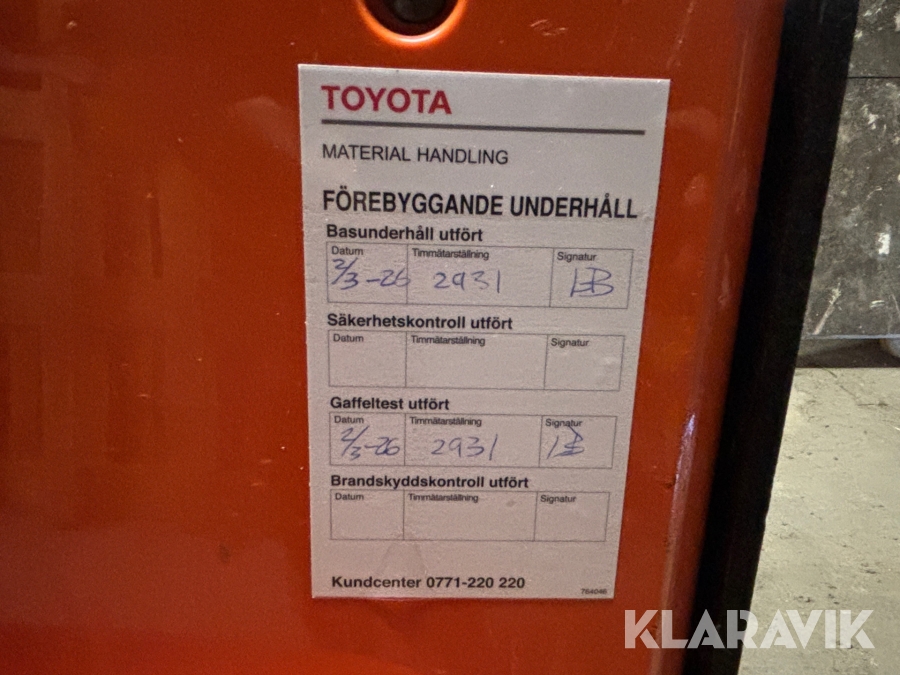 TOYOTA
MATERIAL HANDLING
FÖREBYGGANDE UNDERHÅLL
Basunderhåll utfört
Datum Timmätarställning Signatur
2/3-26 2931
Säkerhetskontroll utfört
Datum Timmätarställning Signatur
Gaffeltest utfört
Datum Timmätarställning Signatur
2/3-26 2931
Brandskyddskontroll utfört
Datum Timmätarställning Signatur
Kundcenter 0771-220 220
764046
KLARAVIK